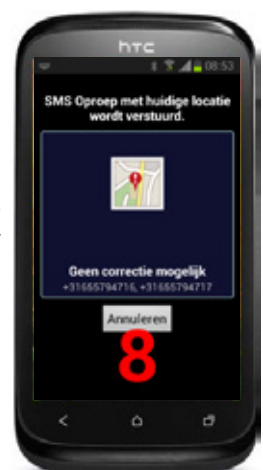 hTC
08:53
SMS Oproep met huidige locatie
wordt verstuurd.
Geen correctie mogelijk
+31655794716, +31655794717
Annuleren
8